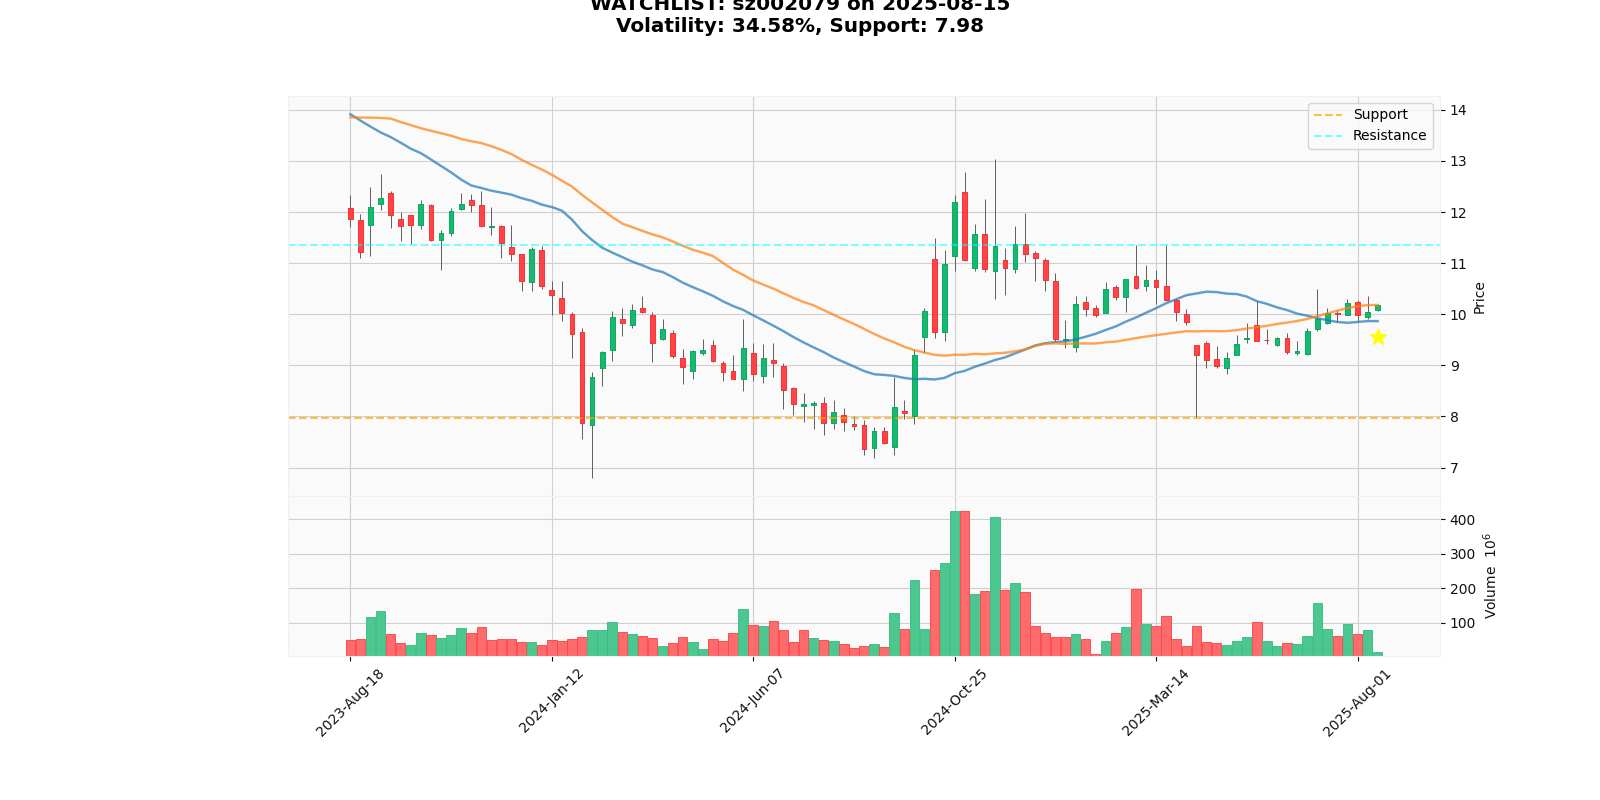 WATCHLIST: sz002079 on 2025-08-15
Volatility: 34.58%, Support: 7.98
Support
Resistance
14
13
12
11
10
9
8
7
Price
400
300
200
100
Volume 10⁶
2023-Aug-18
2024-Jan-12
2024-Jun-07
2024-Oct-25
2025-Mar-14
2025-Aug-01